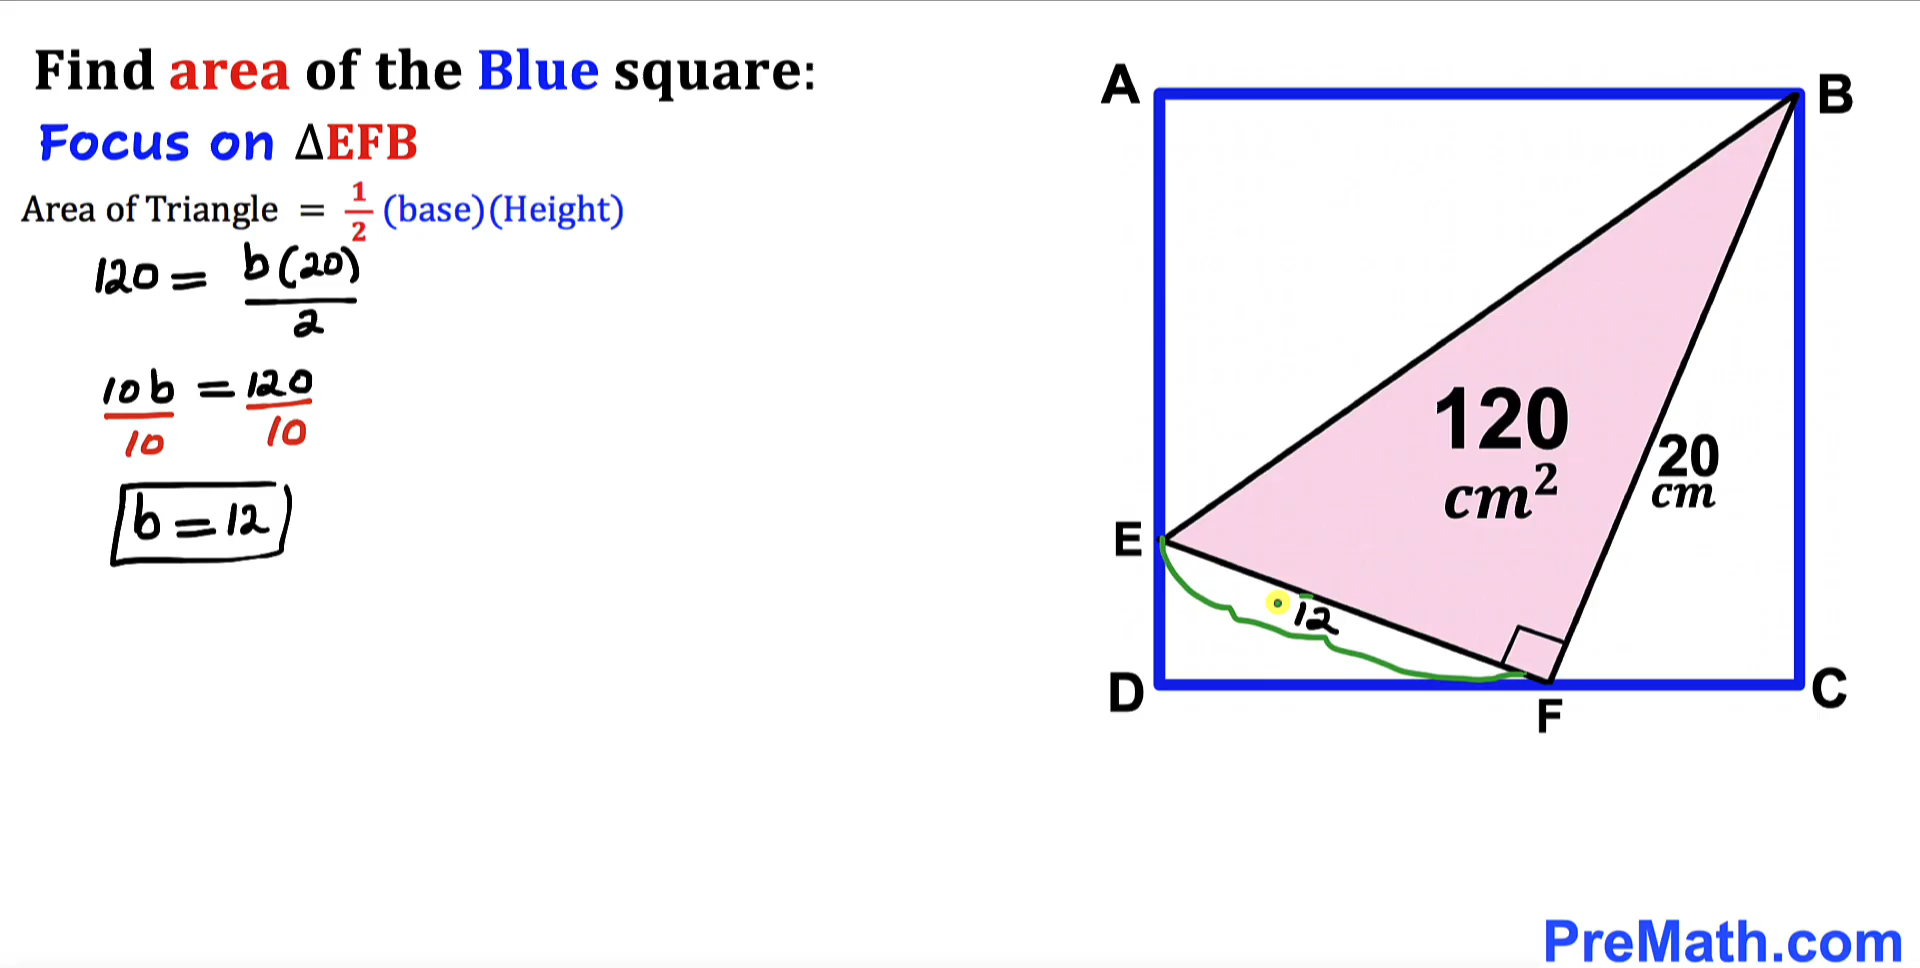 Find area of the Blue square:
Focus on ΔEFB
Area of Triangle = 1/2 (base)(Height)
120 = b(20)/2
10b/10 = 120/10
b = 12
A
B
120
cm²
20
cm
E
12
D
C
F
PreMath.com